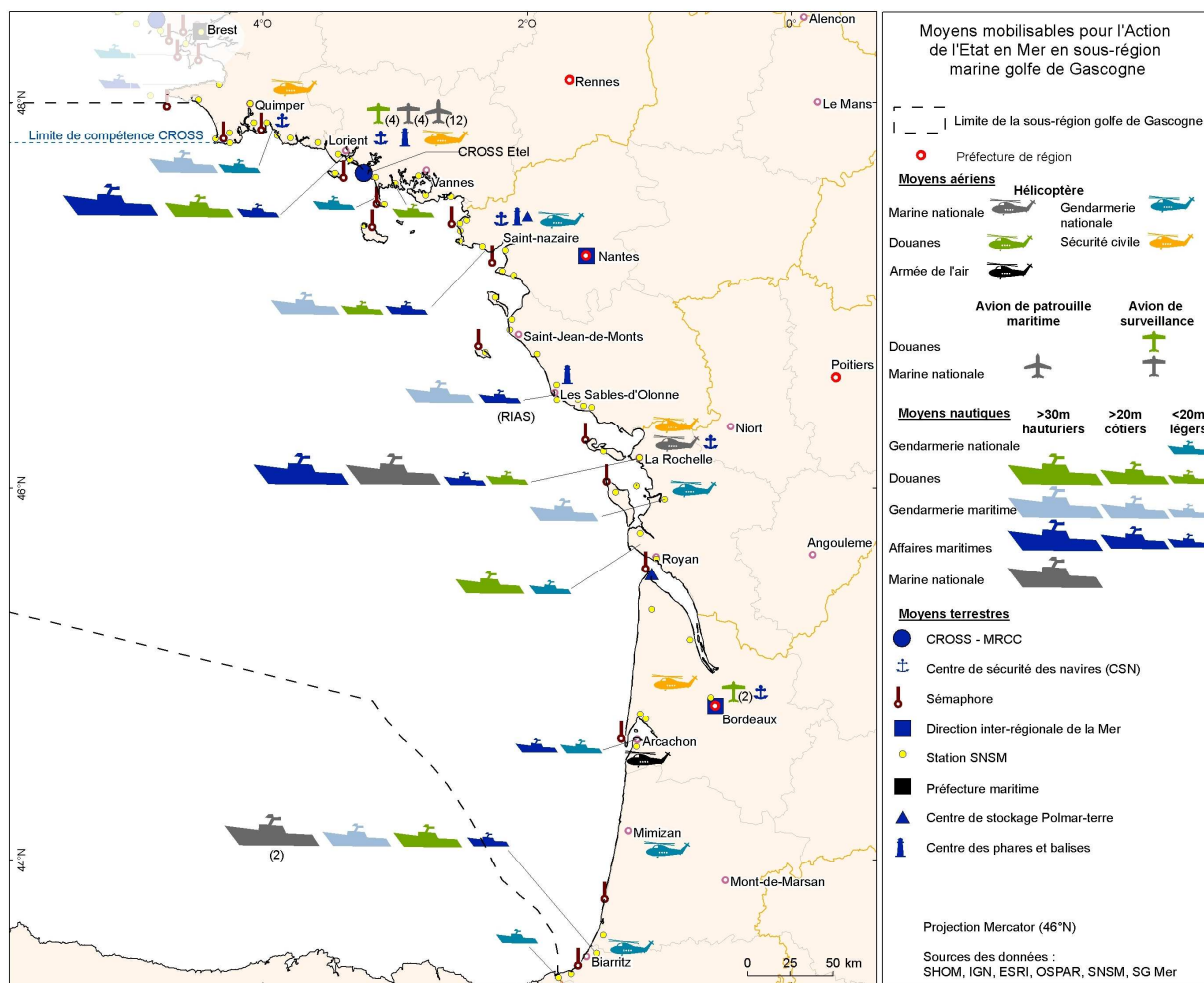 4°O
2°O
0°
Alencon
Brest
Rennes
Le Mans
48°N
Quimper
Limite de compétence CROSS
(4)
(4)
(12)
Lorient
CROSS Etel
Vannes
Saint-nazaire
Nantes
Saint-Jean-de-Monts
Poitiers
Les Sables-d'Olonne
(RIAS)
Niort
La Rochelle
46°N
Angouleme
Royan
(2)
Bordeaux
Arcachon
Mimizan
(2)
44°N
Mont-de-Marsan
Biarritz
0 25 50 km
Moyens mobilisables pour l'Action
de l'Etat en Mer en sous-région
marine golfe de Gascogne
Limite de la sous-région golfe de Gascogne
Préfecture de région
Moyens aériens
Hélicoptère
Marine nationale
Gendarmerie
nationale
Douanes
Sécurité civile
Armée de l'air
Avion de patrouille
maritime
Avion de
surveillance
Douanes
Marine nationale
Moyens nautiques
>30m
hauturiers
>20m
côtiers
<20m
légers
Gendarmerie nationale
Douanes
Gendarmerie maritime
Affaires maritimes
Marine nationale
Moyens terrestres
CROSS - MRCC
Centre de sécurité des navires (CSN)
Sémaphore
Direction inter-régionale de la Mer
Station SNSM
Préfecture maritime
Centre de stockage Polmar-terre
Centre des phares et balises
Projection Mercator (46°N)
Sources des données :
SHOM, IGN, ESRI, OSPAR, SNSM, SG Mer